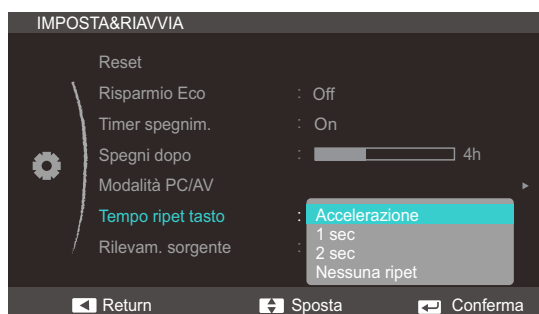 IMPOSTA&RIAVVIA
Reset
Risparmio Eco : Off
Timer spegnim. : On
Spegni dopo : 4h
Modalità PC/AV
Tempo ripet tasto : Accelerazione
1 sec
Rilevam. sorgente : 2 sec
Nessuna ripet
Return Sposta Conferma